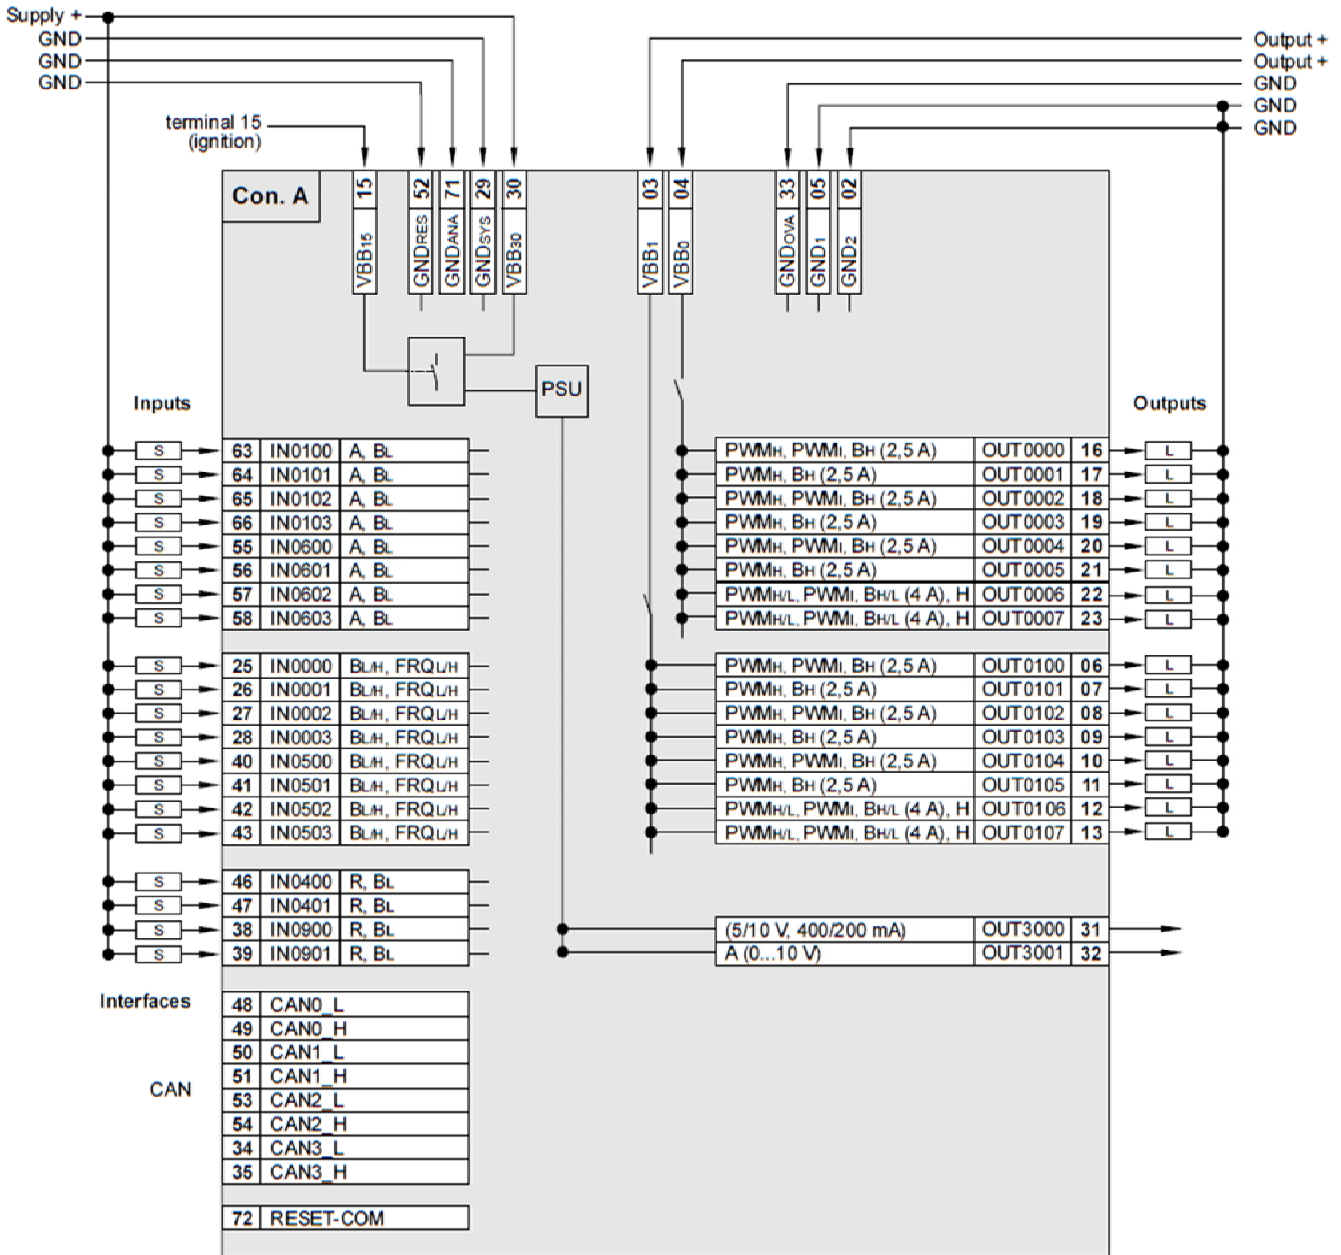 Supply +
GND
GND
GND
terminal 15
(ignition)
Output +
Output +
GND
GND
GND
Con. A
15 VBB15
52 GNDRES
71 GNDANA
29 GNDSYS
30 VBB30
03 VBB1
04 VBB0
33 GNDOVA
05 GND1
02 GND2
PSU
Inputs
S 63 IN0100 A, BL
S 64 IN0101 A, BL
S 65 IN0102 A, BL
S 66 IN0103 A, BL
S 55 IN0600 A, BL
S 56 IN0601 A, BL
S 57 IN0602 A, BL
S 58 IN0603 A, BL
S 25 IN0000 BL/H, FRQL/H
S 26 IN0001 BL/H, FRQL/H
S 27 IN0002 BL/H, FRQL/H
S 28 IN0003 BL/H, FRQL/H
S 40 IN0500 BL/H, FRQL/H
S 41 IN0501 BL/H, FRQL/H
S 42 IN0502 BL/H, FRQL/H
S 43 IN0503 BL/H, FRQL/H
S 46 IN0400 R, BL
S 47 IN0401 R, BL
S 38 IN0900 R, BL
S 39 IN0901 R, BL
Interfaces
CAN
48 CAN0_L
49 CAN0_H
50 CAN1_L
51 CAN1_H
53 CAN2_L
54 CAN2_H
34 CAN3_L
35 CAN3_H
72 RESET-COM
Outputs
PWMH, PWMI, BH (2,5 A) OUT0000 16 L
PWMH, BH (2,5 A) OUT0001 17 L
PWMH, PWMI, BH (2,5 A) OUT0002 18 L
PWMH, BH (2,5 A) OUT0003 19 L
PWMH, PWMI, BH (2,5 A) OUT0004 20 L
PWMH, BH (2,5 A) OUT0005 21 L
PWMH/L, PWMI, BH/L (4 A), H OUT0006 22 L
PWMH/L, PWMI, BH/L (4 A), H OUT0007 23 L
PWMH, PWMI, BH (2,5 A) OUT0100 06 L
PWMH, BH (2,5 A) OUT0101 07 L
PWMH, PWMI, BH (2,5 A) OUT0102 08 L
PWMH, BH (2,5 A) OUT0103 09 L
PWMH, PWMI, BH (2,5 A) OUT0104 10 L
PWMH, BH (2,5 A) OUT0105 11 L
PWMH/L, PWMI, BH/L (4 A), H OUT0106 12 L
PWMH/L, PWMI, BH/L (4 A), H OUT0107 13 L
(5/10 V, 400/200 mA) OUT3000 31
A (0...10 V) OUT3001 32